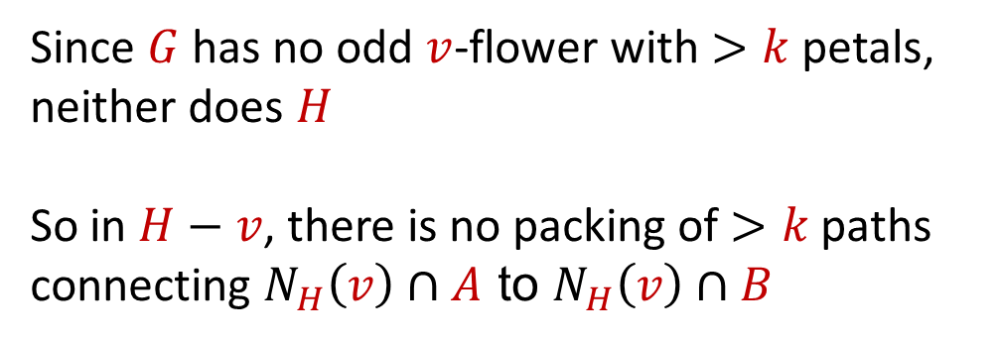 Since G has no odd v-flower with > k petals,
neither does H
So in H − v, there is no packing of > k paths
connecting N_H(v) ∩ A to N_H(v) ∩ B